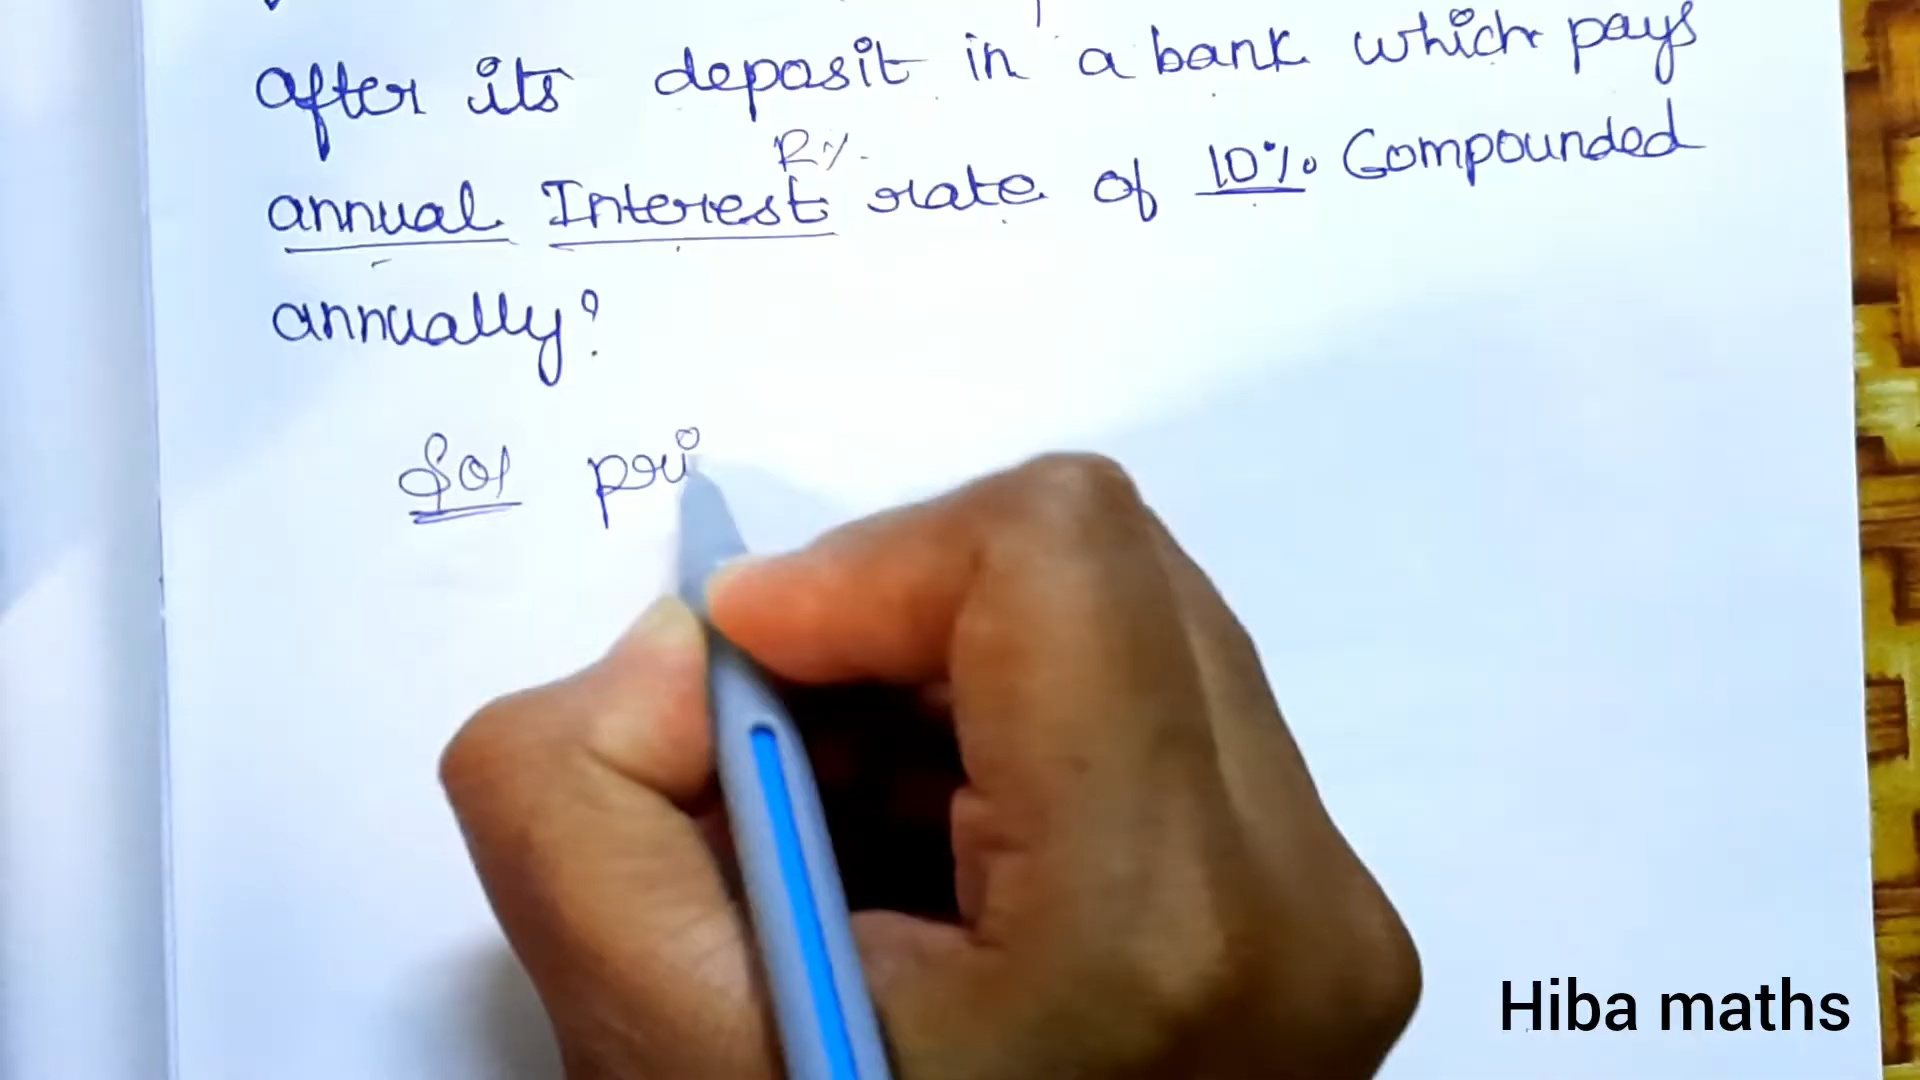 after its deposit in a bank which pays
R%
annual Interest rate of 10% Compounded
annually?
Sol pri
Hiba maths